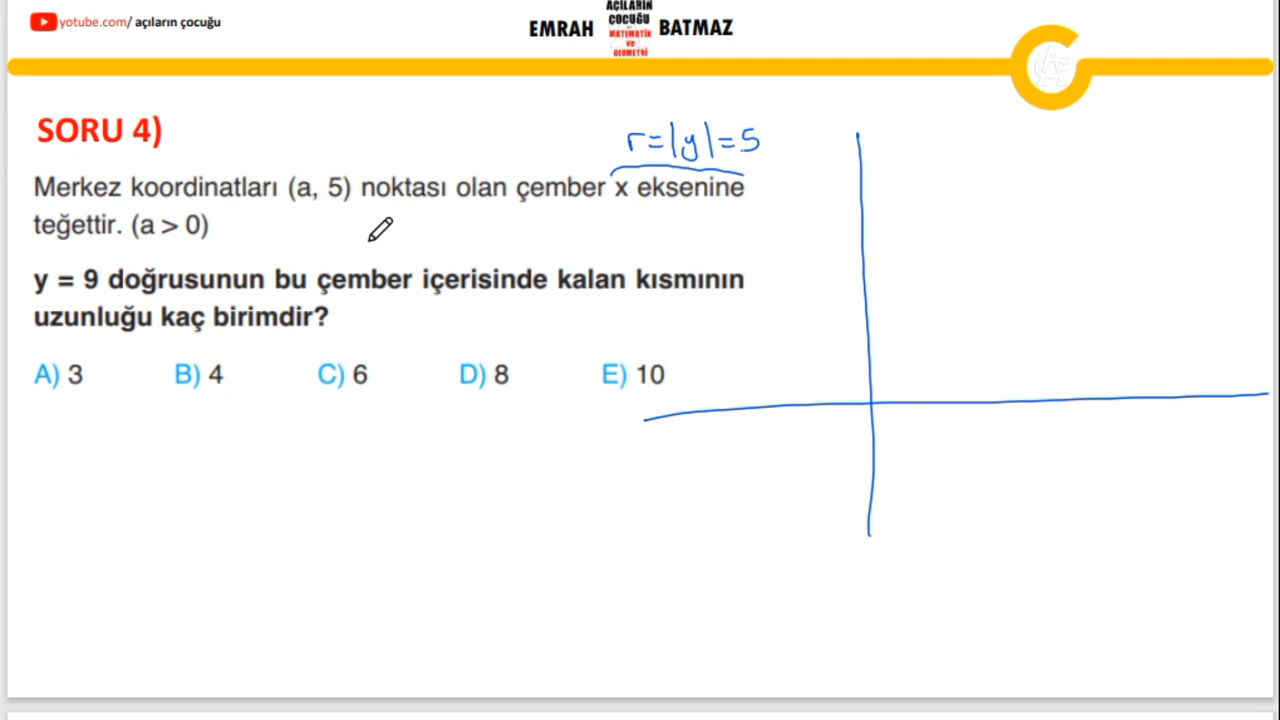 yotube.com/ açıların çocuğu
EMRAH
AÇILARIN
ÇOCUĞU
MATEMATİK
ve
GEOMETRİ
BATMAZ
SORU 4)
r=|y|=5
Merkez koordinatları (a, 5) noktası olan çember x eksenine
teğettir. (a > 0)
y = 9 doğrusunun bu çember içerisinde kalan kısmının
uzunluğu kaç birimdir?
A) 3 B) 4 C) 6 D) 8 E) 10